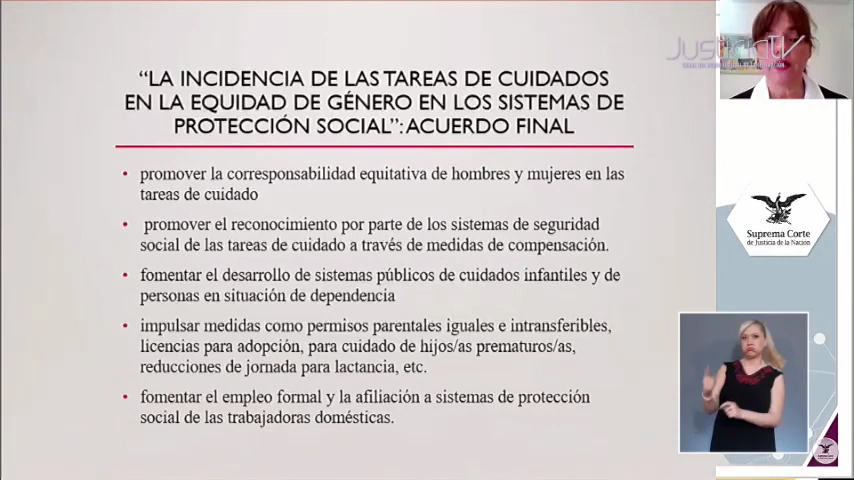 JusticiaTV
“LA INCIDENCIA DE LAS TAREAS DE CUIDADOS
EN LA EQUIDAD DE GÉNERO EN LOS SISTEMAS DE
PROTECCIÓN SOCIAL”: ACUERDO FINAL
• promover la corresponsabilidad equitativa de hombres y mujeres en las
tareas de cuidado
• promover el reconocimiento por parte de los sistemas de seguridad
social de las tareas de cuidado a través de medidas de compensación.
• fomentar el desarrollo de sistemas públicos de cuidados infantiles y de
personas en situación de dependencia
• impulsar medidas como permisos parentales iguales e intransferibles,
licencias para adopción, para cuidado de hijos/as prematuros/as,
reducciones de jornada para lactancia, etc.
• fomentar el empleo formal y la afiliación a sistemas de protección
social de las trabajadoras domésticas.
Suprema Corte
de Justicia de la Nación